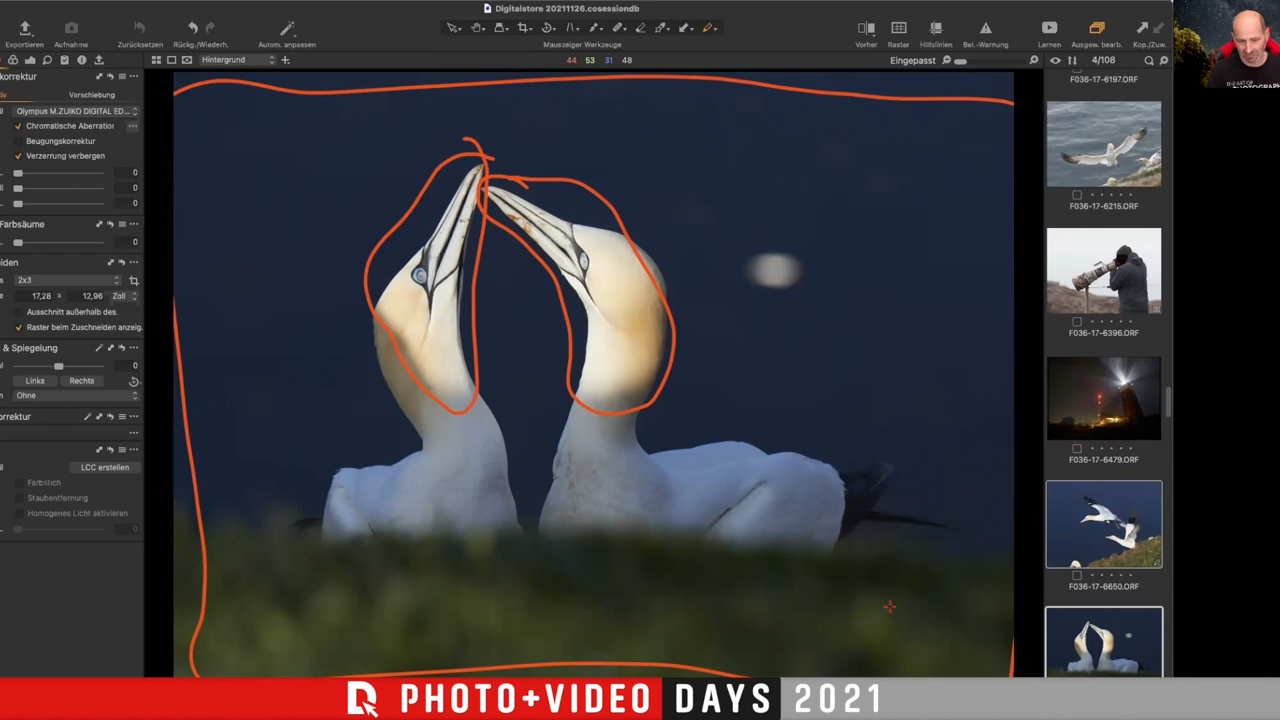 Digitalstore 20211126.cosessiondb
Exportieren
Aufnahme
Zurücksetzen
Rückg./Wiederh.
Autom. anpassen
Mauszeiger Werkzeuge
Vorher
Raster
Hilfslinien
Bel.-Warnung
Lernen
Ausgew. bearb.
Kop./Zuw.
Hintergrund
44 53 31 48
Eingepasst
4/108
korrektur
Verschiebung
Olympus M.ZUIKO DIGITAL ED...
Chromatische Aberration
Beugungskorrektur
Verzerrung verbergen
0
0
0
Farbsäume
0
eiden
2x3
17,28 x 12,96 Zoll
Ausschnitt außerhalb des.
Raster beim Zuschneiden anzeig.
& Spiegelung
0
Links Rechts
Ohne
orrektur
LCC erstellen
Farbstich
Staubentfernung
Homogenes Licht aktivieren
0
F036-17-6197.ORF
F036-17-6215.ORF
F036-17-6396.ORF
F036-17-6479.ORF
F036-17-6650.ORF
PHOTO+VIDEO DAYS 2021